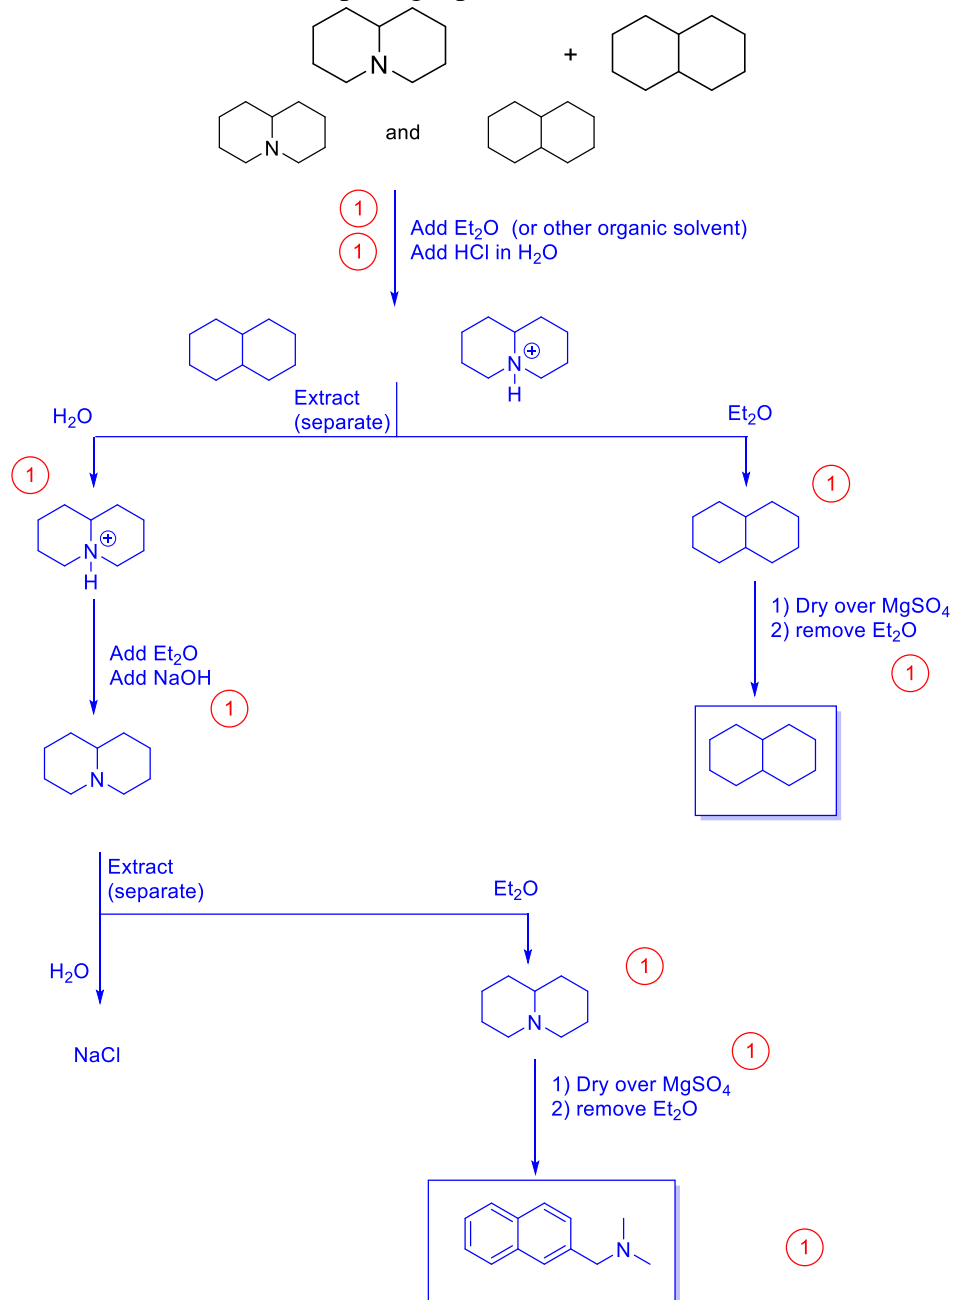 N
+
N
and
1
Add Et₂O (or other organic solvent)
1
Add HCl in H₂O
N
+
H
Extract
(separate)
H₂O
Et₂O
1
1
N
+
H
1) Dry over MgSO₄
2) remove Et₂O
1
Add Et₂O
Add NaOH
1
N
Extract
(separate)
Et₂O
H₂O
1
N
NaCl
1
1) Dry over MgSO₄
2) remove Et₂O
N
1